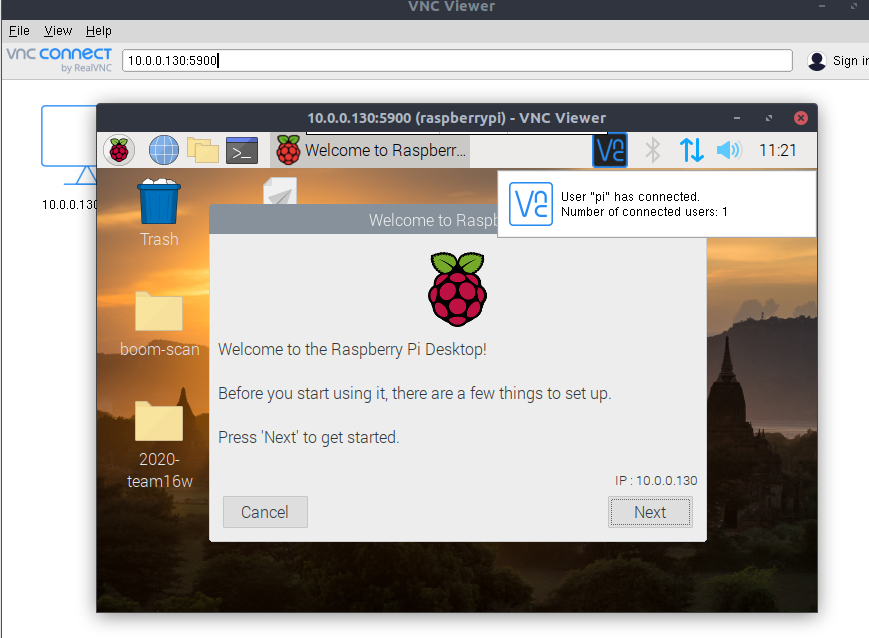 VNC Viewer
File View Help
VNC CONNECT
by RealVNC
10.0.0.130:5900
Sign in
10.0.0.130:5900 (raspberrypi) - VNC Viewer
Welcome to Raspberr...
11:21
User "pi" has connected.
Number of connected users: 1
10.0.0.130
Trash
Welcome to Rasp
boom-scan
Welcome to the Raspberry Pi Desktop!
Before you start using it, there are a few things to set up.
Press 'Next' to get started.
2020-
team16w
IP : 10.0.0.130
Cancel
Next